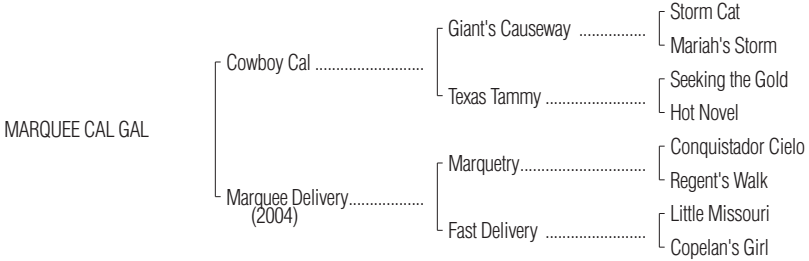 Storm Cat
Giant's Causeway ................
Mariah's Storm
Cowboy Cal ..........................
Seeking the Gold
Texas Tammy ........................
Hot Novel
MARQUEE CAL GAL
Conquistador Cielo
Marquetry..............................
Regent's Walk
Marquee Delivery..................
(2004)
Little Missouri
Fast Delivery ........................
Copelan's Girl